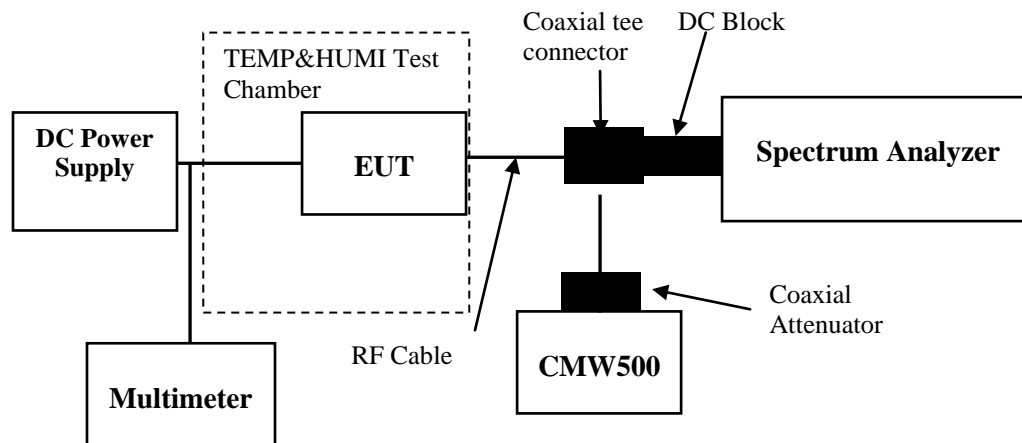 Coaxial tee
connector
DC Block
TEMP&HUMI Test
Chamber
DC Power
Supply
EUT
Spectrum Analyzer
RF Cable
Coaxial
Attenuator
CMW500
Multimeter